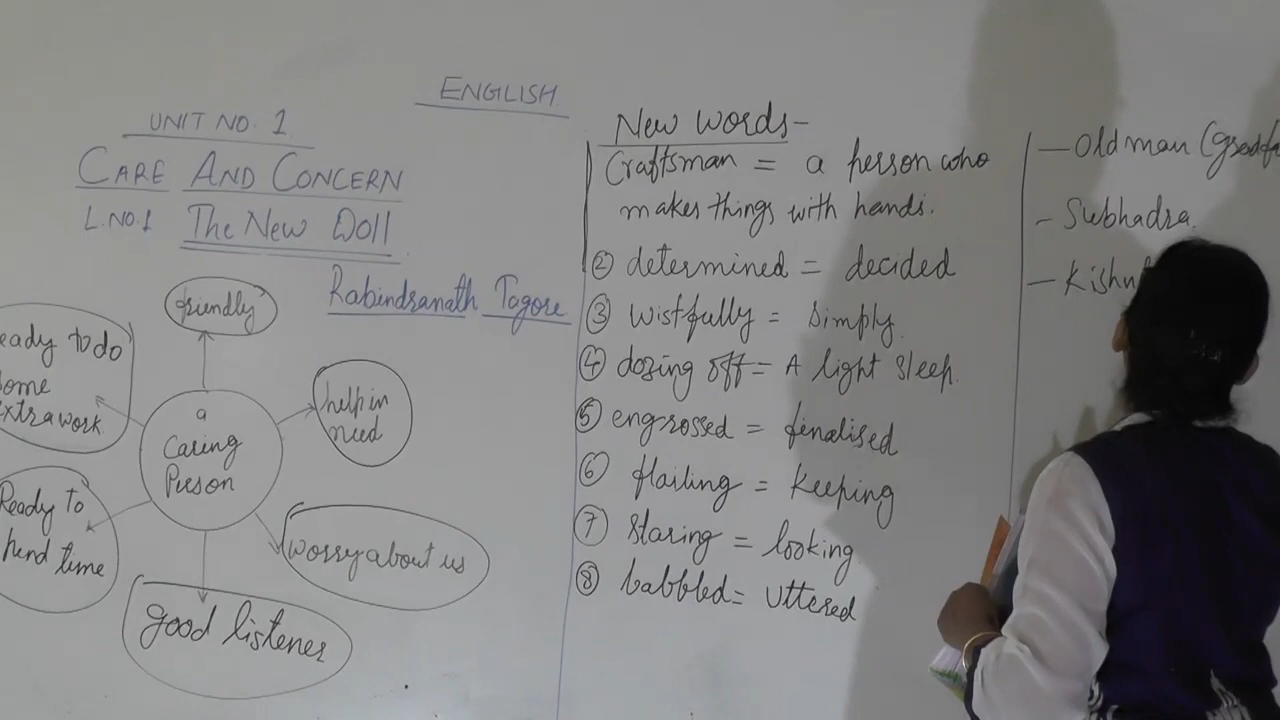 ENGLISH
UNIT NO. 1
CARE AND CONCERN
L.NO.1 The New Doll
Rabindranath Tagore
friendly
Ready to do
some
extra work
a
Caring
Person
help in
need
Ready to
time
worry about us
good listener
New words-
Craftsman = a person who
makes things with hands.
② determined = decided
③ wistfully = simply.
④ dozing off = A light sleep.
⑤ engrossed = finalised
⑥ flailing = keeping
⑦ staring = looking
⑧ babbled = uttered
- Old man
- Subhadra.